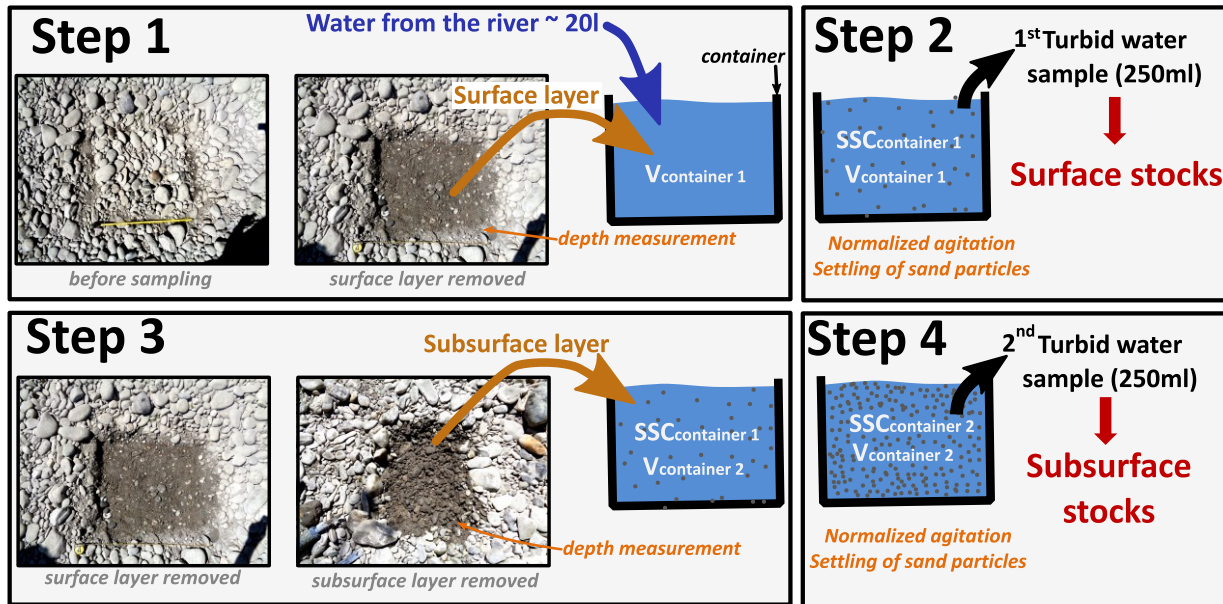 Step 1
Water from the river ~ 20l
container
Surface layer
Vcontainer 1
depth measurement
before sampling
surface layer removed
Step 2
1st Turbid water
sample (250ml)
SSCcontainer 1
Vcontainer 1
Surface stocks
Normalized agitation
Settling of sand particles
Step 3
Subsurface layer
SSCcontainer 1
Vcontainer 2
depth measurement
surface layer removed
subsurface layer removed
Step 4
2nd Turbid water
sample (250ml)
SSCcontainer 2
Vcontainer 2
Subsurface
stocks
Normalized agitation
Settling of sand particles